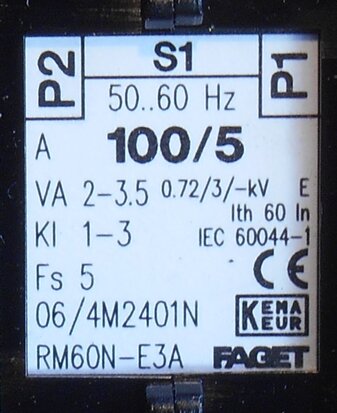 P2 S1 P1
50..60 Hz
A 100/5
VA 2-3.5 0.72/3/-kV E
Ith 60 In
Kl 1-3 IEC 60044-1
Fs 5 CE
06/4M2401N KEMA
KEUR
RM60N-E3A FAGET